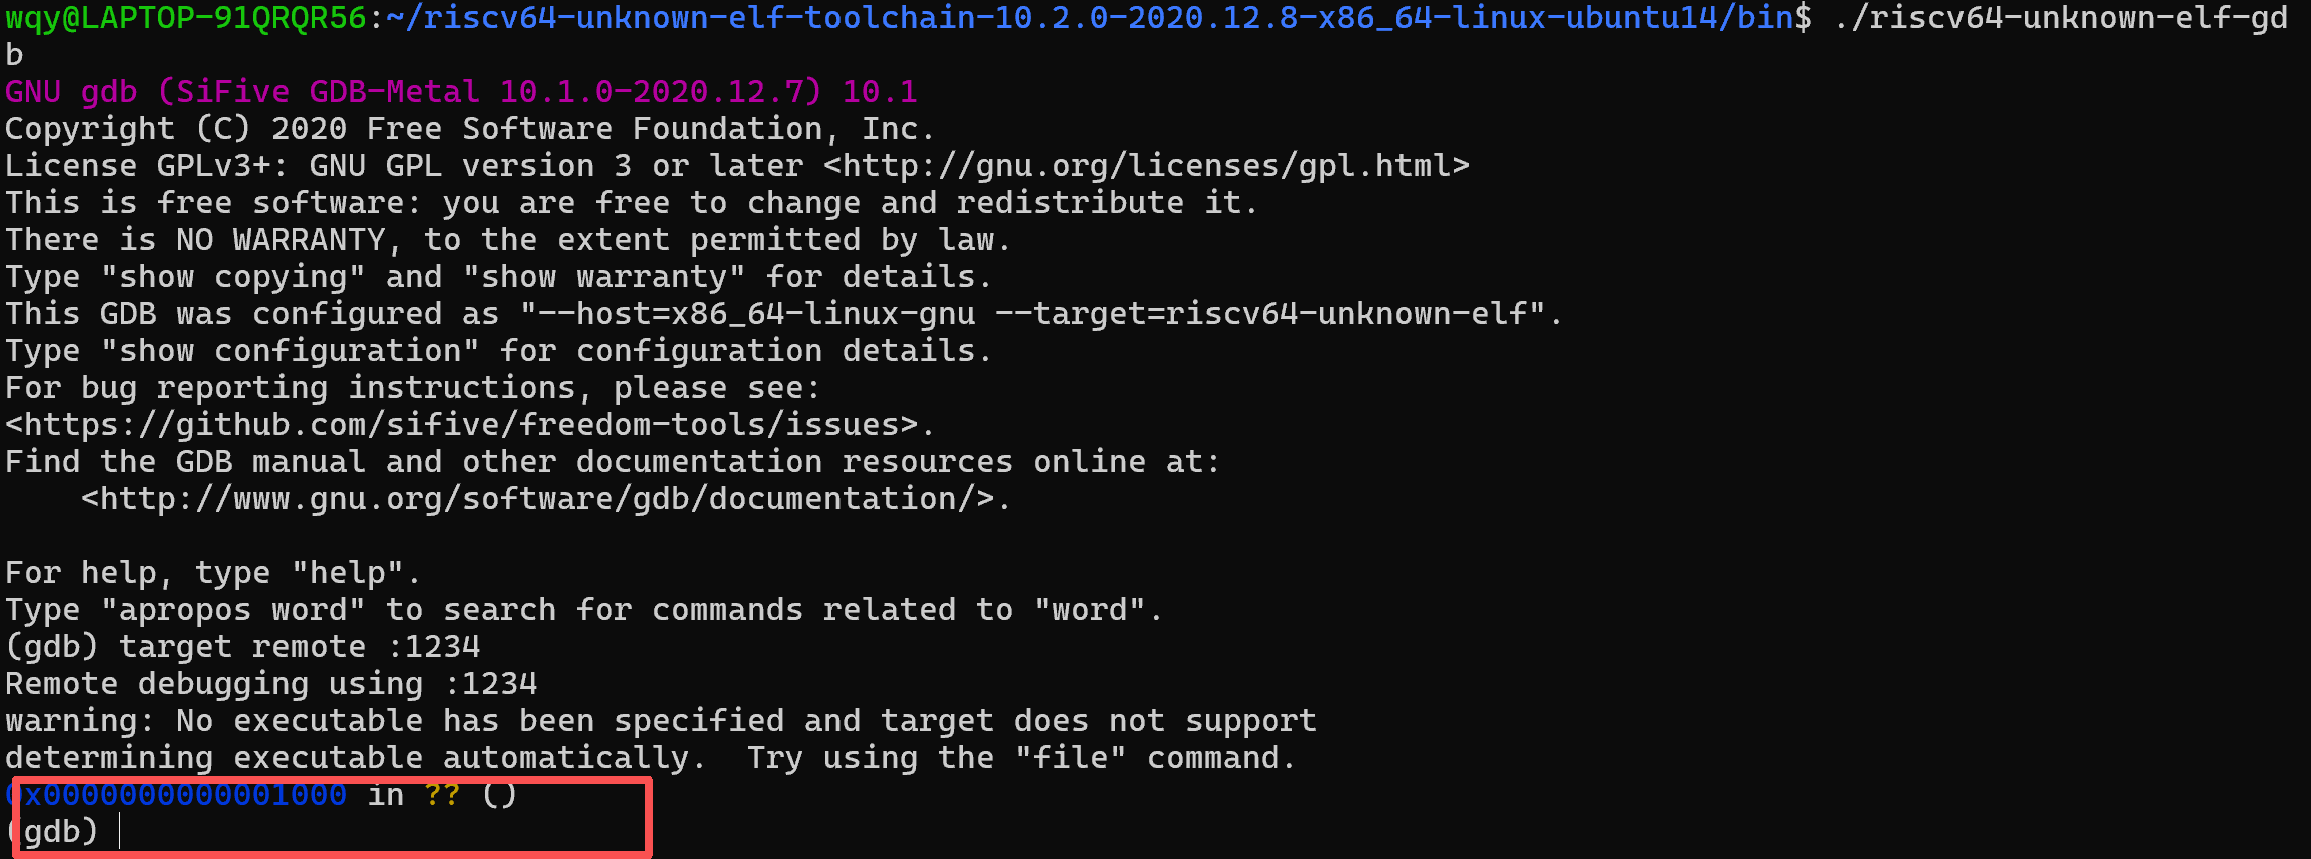 wqy@LAPTOP-91QRQR56:~/riscv64-unknown-elf-toolchain-10.2.0-2020.12.8-x86_64-linux-ubuntu14/bin$ ./riscv64-unknown-elf-gd
b
GNU gdb (SiFive GDB-Metal 10.1.0-2020.12.7) 10.1
Copyright (C) 2020 Free Software Foundation, Inc.
License GPLv3+: GNU GPL version 3 or later <http://gnu.org/licenses/gpl.html>
This is free software: you are free to change and redistribute it.
There is NO WARRANTY, to the extent permitted by law.
Type "show copying" and "show warranty" for details.
This GDB was configured as "--host=x86_64-linux-gnu --target=riscv64-unknown-elf".
Type "show configuration" for configuration details.
For bug reporting instructions, please see:
<https://github.com/sifive/freedom-tools/issues>.
Find the GDB manual and other documentation resources online at:
    <http://www.gnu.org/software/gdb/documentation/>.

For help, type "help".
Type "apropos word" to search for commands related to "word".
(gdb) target remote :1234
Remote debugging using :1234
warning: No executable has been specified and target does not support
determining executable automatically.  Try using the "file" command.
0x0000000000001000 in ?? ()
(gdb)